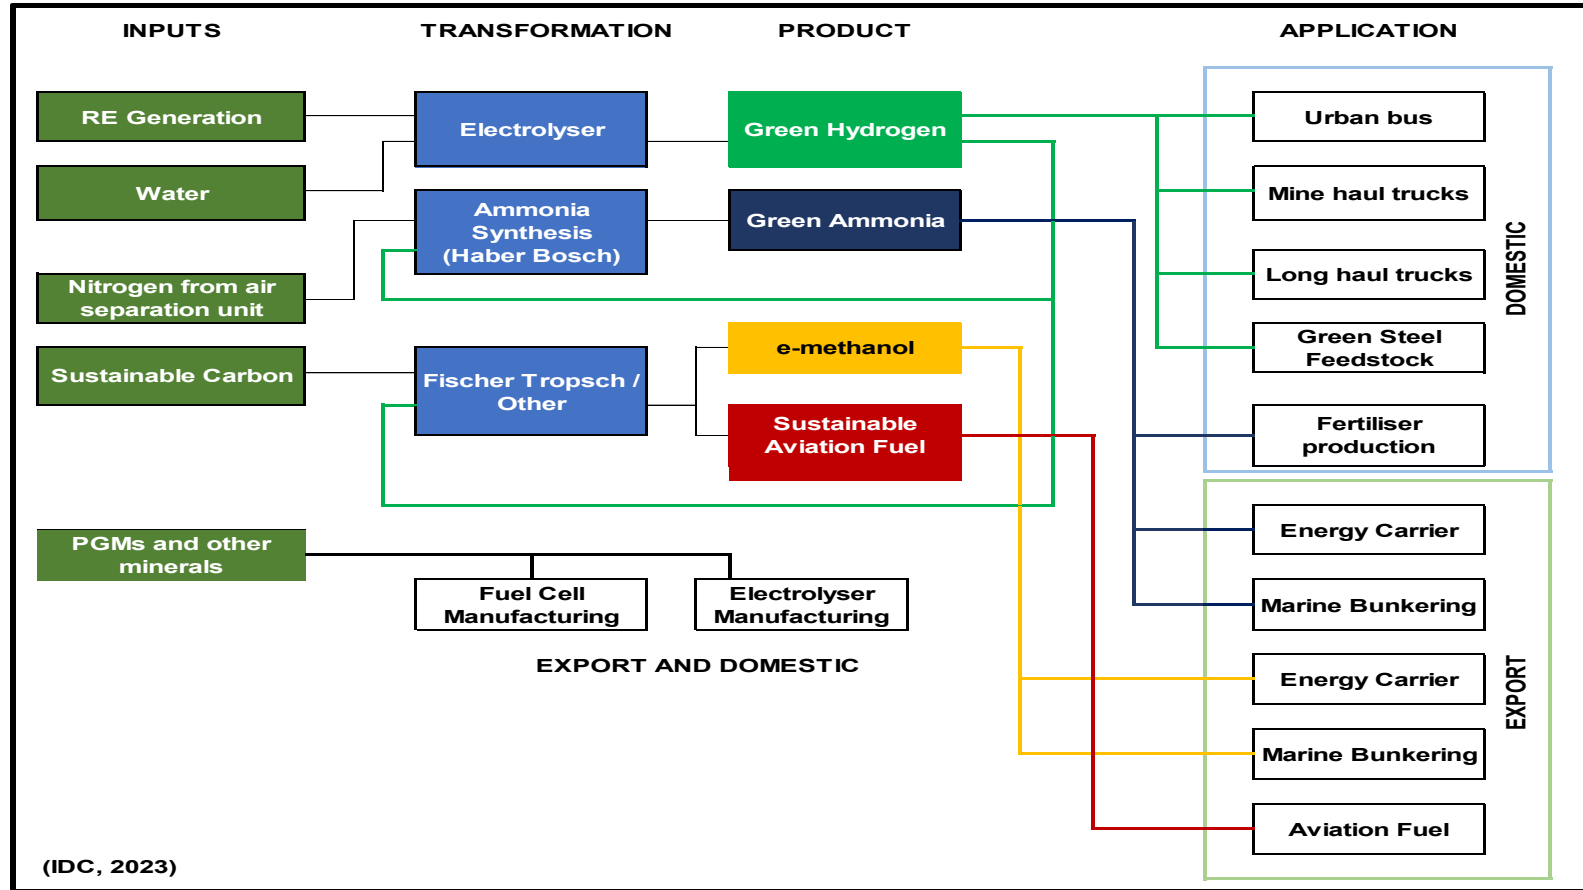 INPUTS
TRANSFORMATION
PRODUCT
APPLICATION
RE Generation
Water
Nitrogen from air
separation unit
Sustainable Carbon
PGMs and other
minerals
Electrolyser
Ammonia
Synthesis
(Haber Bosch)
Fischer Tropsch /
Other
Fuel Cell
Manufacturing
Electrolyser
Manufacturing
EXPORT AND DOMESTIC
Green Hydrogen
Green Ammonia
e-methanol
Sustainable
Aviation Fuel
Urban bus
Mine haul trucks
Long haul trucks
Green Steel
Feedstock
Fertiliser
production
DOMESTIC
Energy Carrier
Marine Bunkering
Energy Carrier
Marine Bunkering
Aviation Fuel
EXPORT
(IDC, 2023)